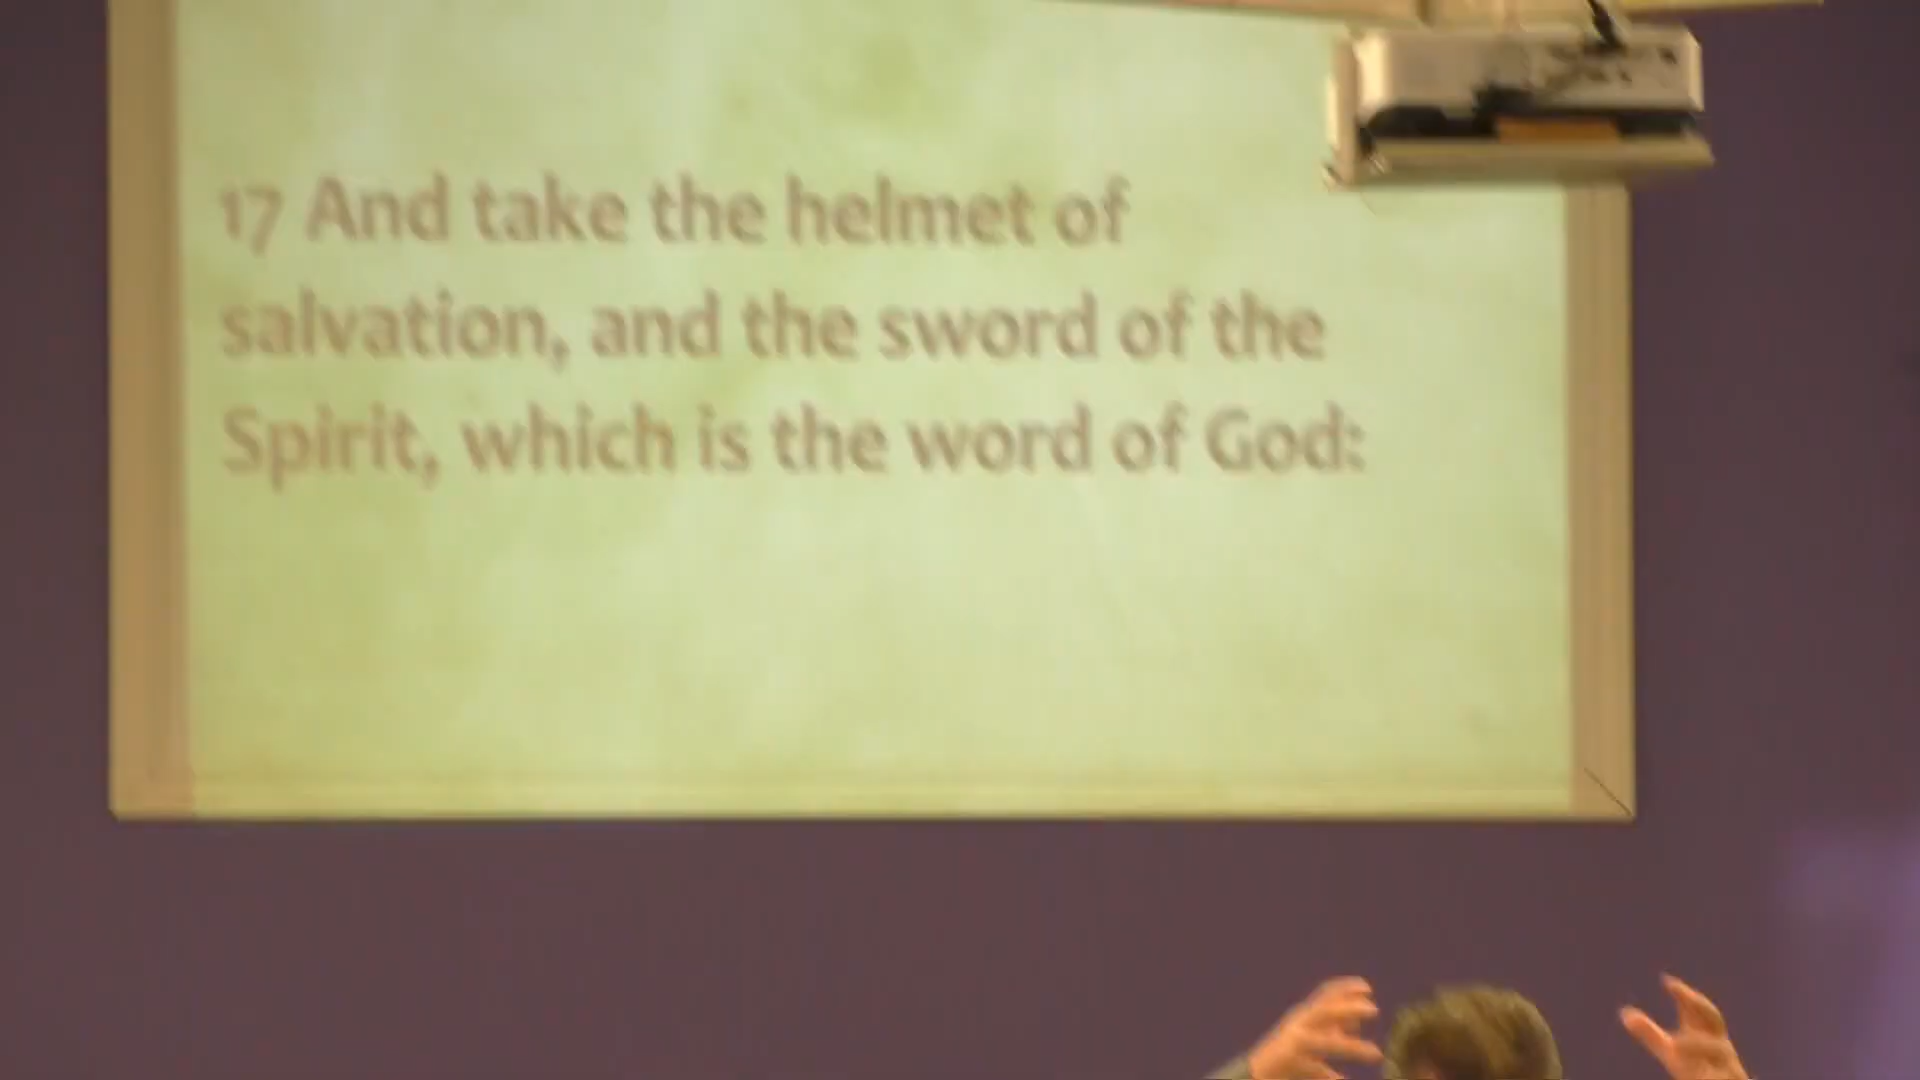 17 And take the helmet of
salvation, and the sword of the
Spirit, which is the word of God: